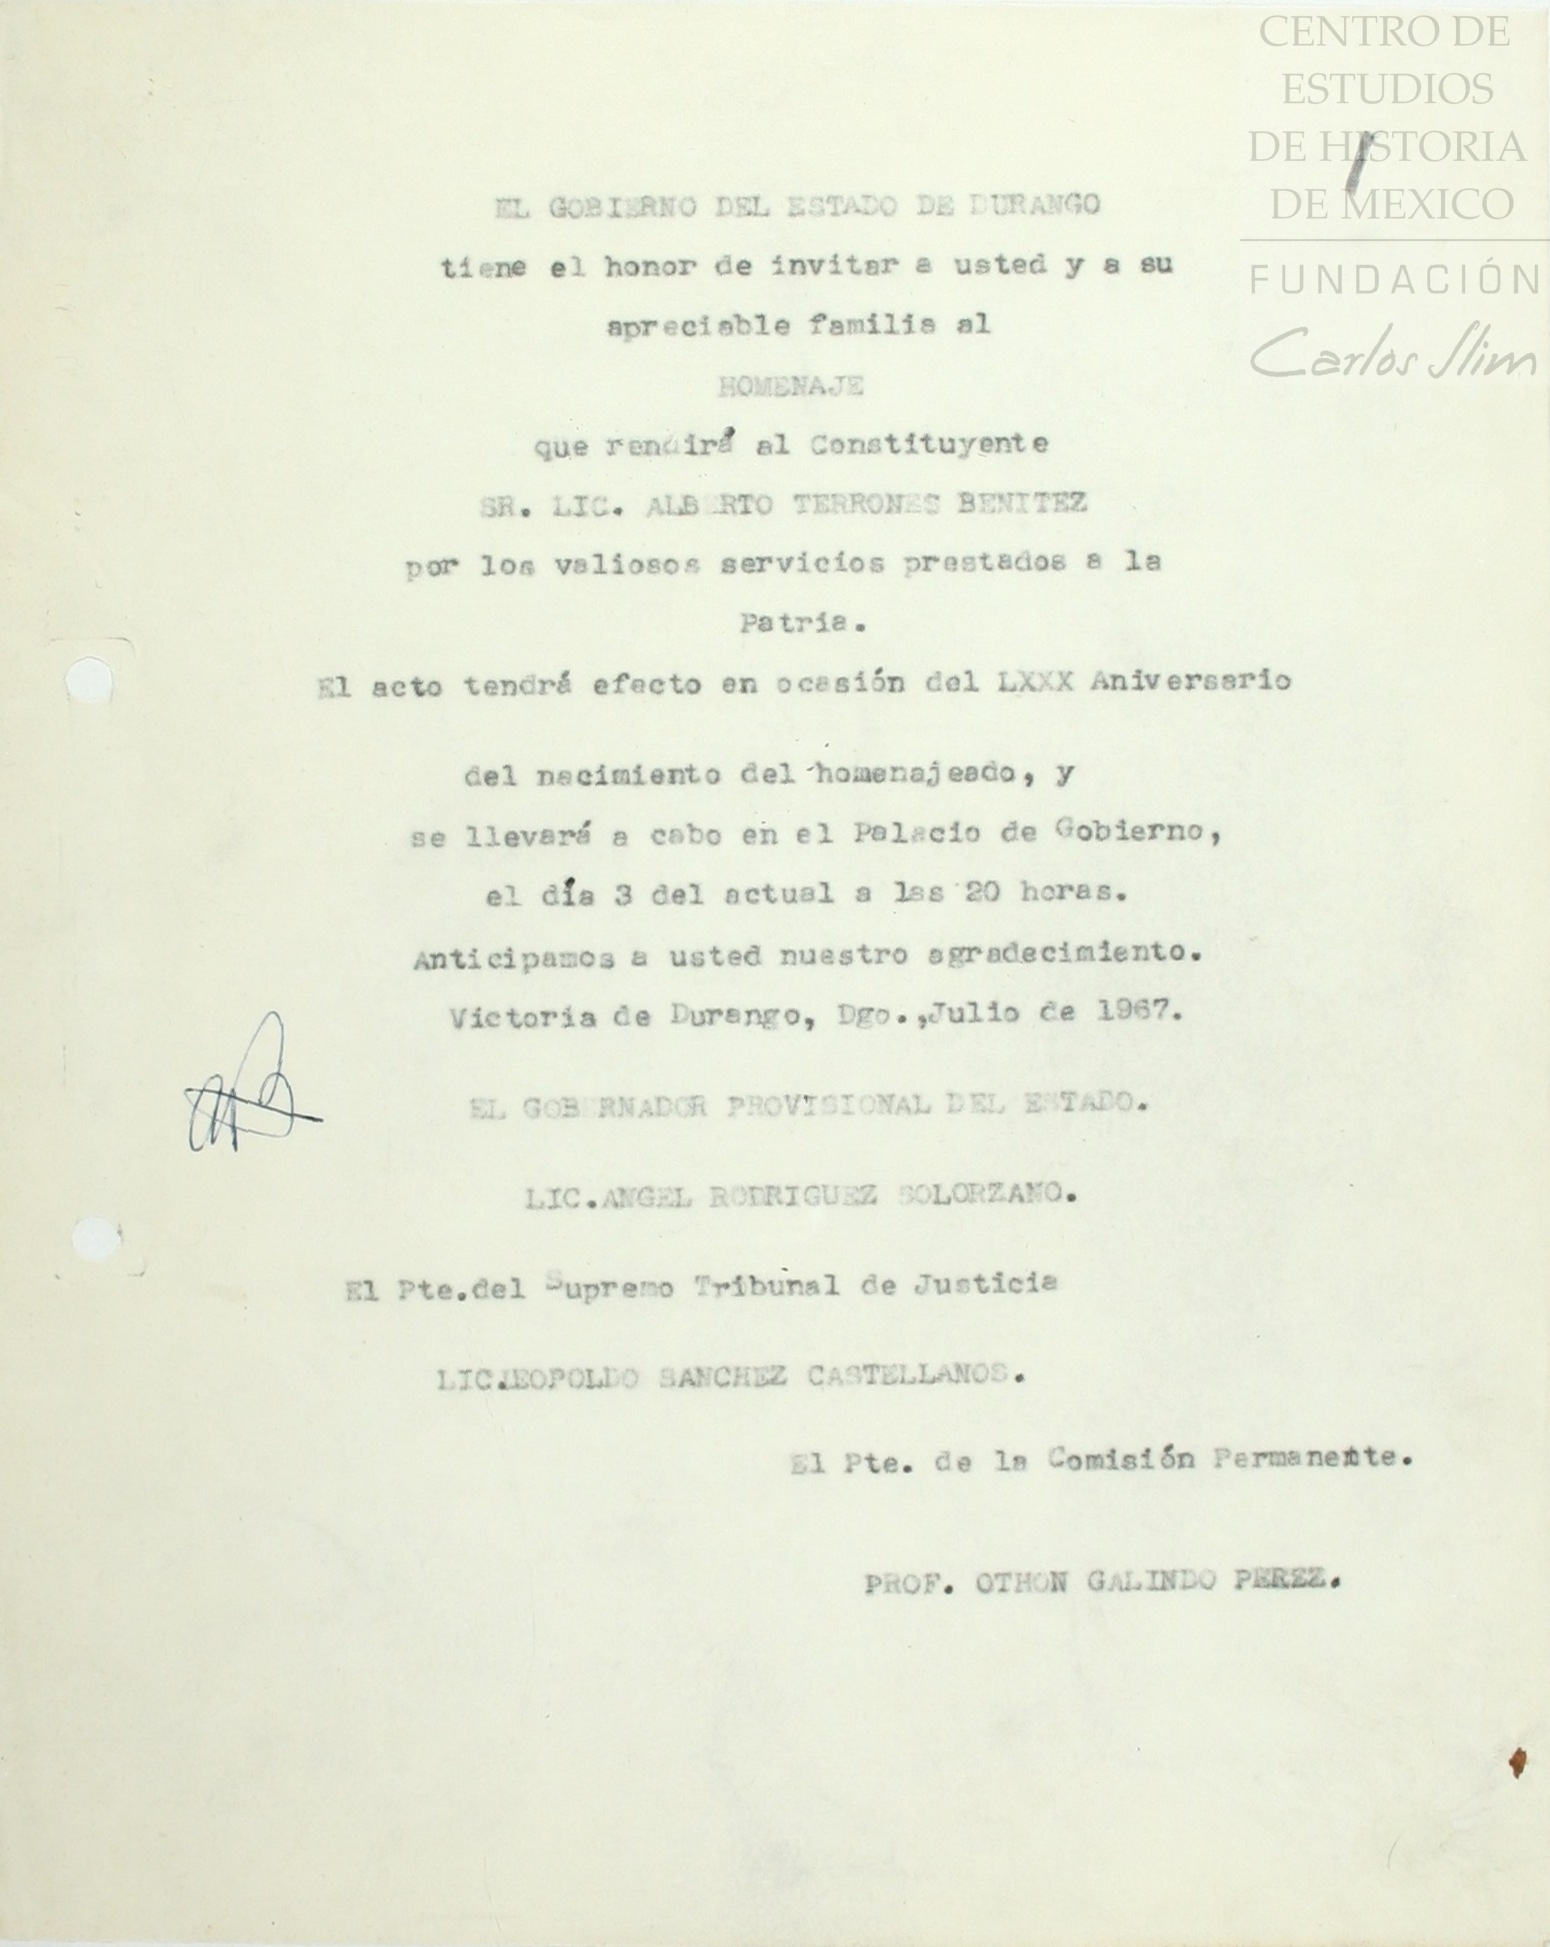 CENTRO DE
ESTUDIOS
DE HISTORIA
DE MEXICO
FUNDACIÓN
Carlos Slim
EL GOBIERNO DEL ESTADO DE DURANGO
tiene el honor de invitar a usted y a su
apreciable familia al
HOMENAJE
que rendirá al Constituyente
SR. LIC. ALBERTO TERRONES BENITEZ
por los valiosos servicios prestados a la
Patria.
El acto tendrá efecto en ocasión del LXXX Aniversario
del nacimiento del homenajeado, y
se llevará a cabo en el Palacio de Gobierno,
el día 3 del actual a las 20 horas.
Anticipamos a usted nuestro agradecimiento.
Victoria de Durango, Dgo.,Julio de 1967.
EL GOBERNADOR PROVISIONAL DEL ESTADO.
LIC.ANGEL RODRIGUEZ SOLORZANO.
El Pte.del Supremo Tribunal de Justicia
LIC.LEOPOLDO SANCHEZ CASTELLANOS.
El Pte. de la Comisión Permanente.
PROF. OTHON GALINDO PEREZ.